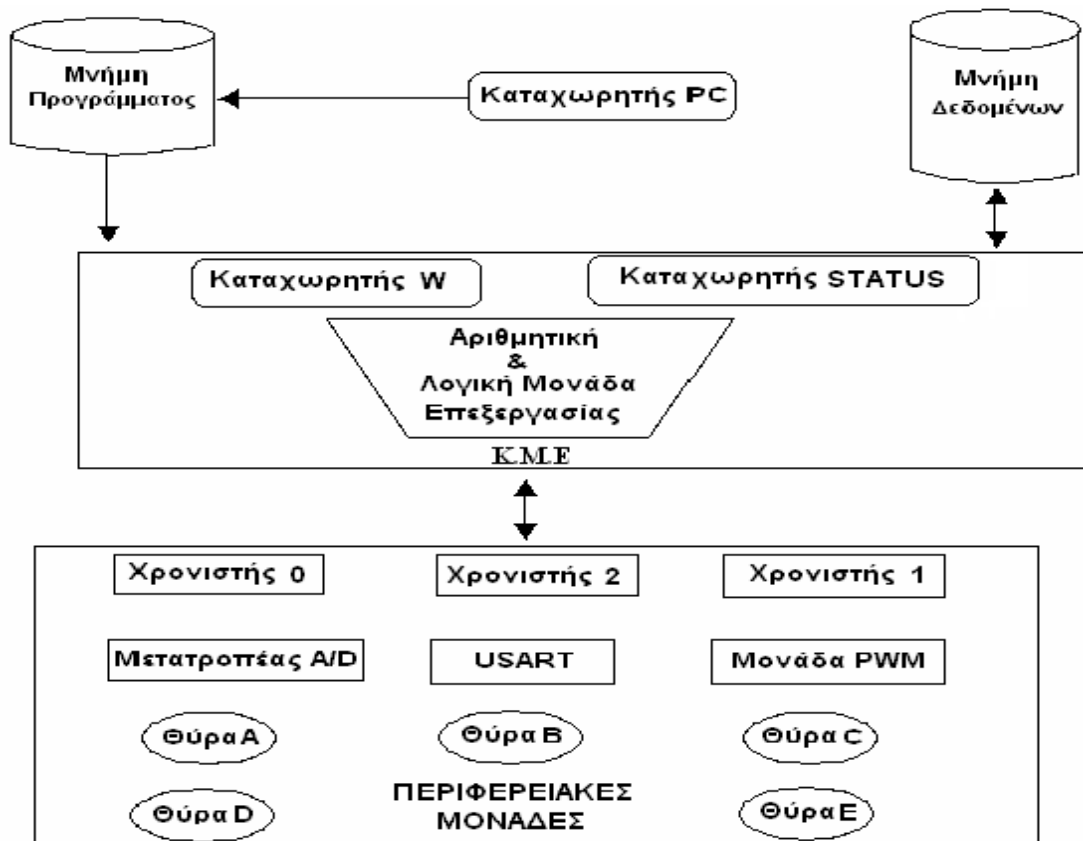 Μνήμη
Προγράμματος
Καταχωρητής PC
Μνήμη
Δεδομένων
Καταχωρητής W
Καταχωρητής STATUS
Αριθμητική
&
Λογική Μονάδα
Επεξεργασίας
Κ.Μ.Ε
Χρονιστής 0
Χρονιστής 2
Χρονιστής 1
Μετατροπέας A/D
USART
Μονάδα PWM
Θύρα A
Θύρα B
Θύρα C
Θύρα D
ΠΕΡΙΦΕΡΕΙΑΚΕΣ
ΜΟΝΑΔΕΣ
Θύρα E